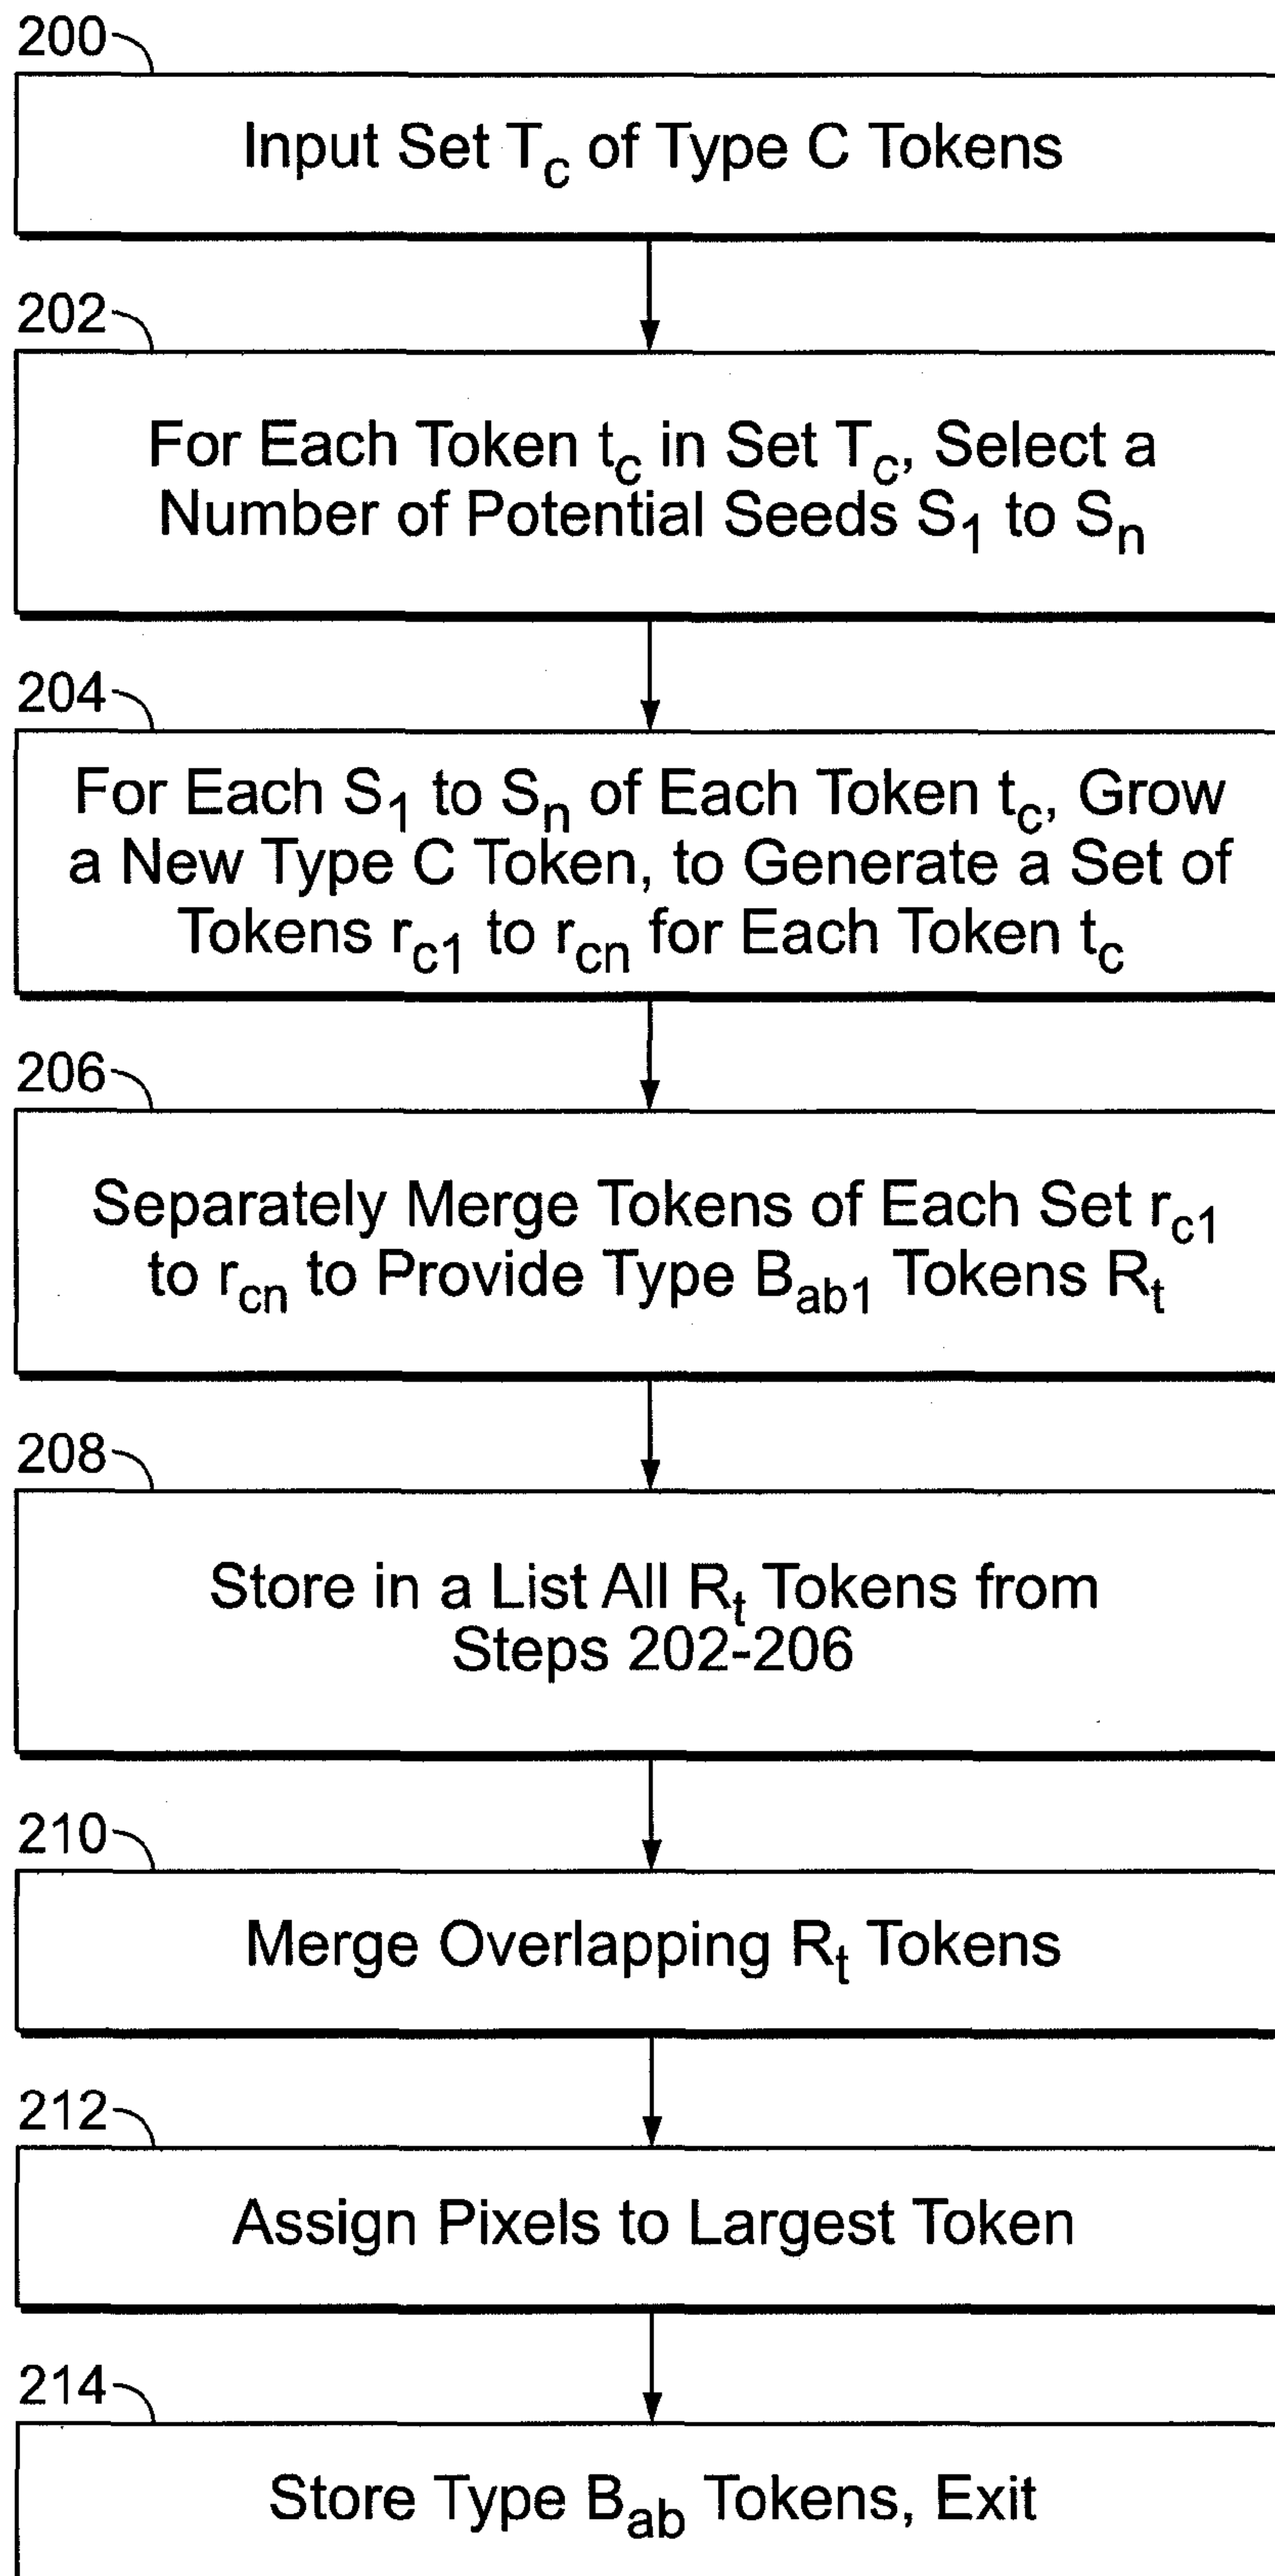 200
Input Set Tc of Type C Tokens
202
For Each Token tc in Set Tc, Select a
Number of Potential Seeds S1 to Sn
204
For Each S1 to Sn of Each Token tc, Grow
a New Type C Token, to Generate a Set of
Tokens rc1 to rcn for Each Token tc
206
Separately Merge Tokens of Each Set rc1
to rcn to Provide Type Bab1 Tokens Rt
208
Store in a List All Rt Tokens from
Steps 202-206
210
Merge Overlapping Rt Tokens
212
Assign Pixels to Largest Token
214
Store Type Bab Tokens, Exit